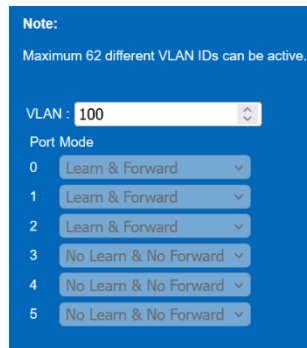 Note:
Maximum 62 different VLAN IDs can be active.
VLAN : 100
Port Mode
0 Learn & Forward
1 Learn & Forward
2 Learn & Forward
3 No Learn & No Forward
4 No Learn & No Forward
5 No Learn & No Forward